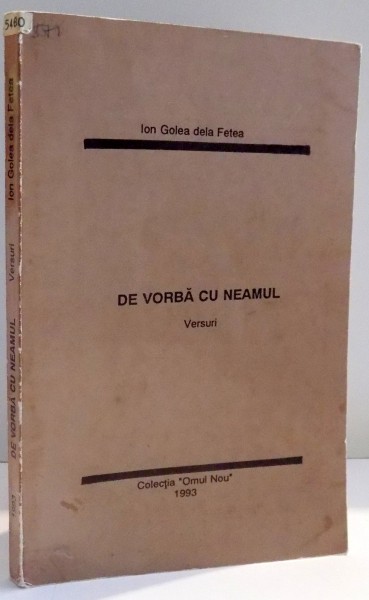 5180
Ion Golea dela Fetea
DE VORBĂ CU NEAMUL
Versuri
Colecţia "Omul Nou"
1993
Ion Golea dela Fetea
Versuri
DE VORBĂ CU NEAMUL